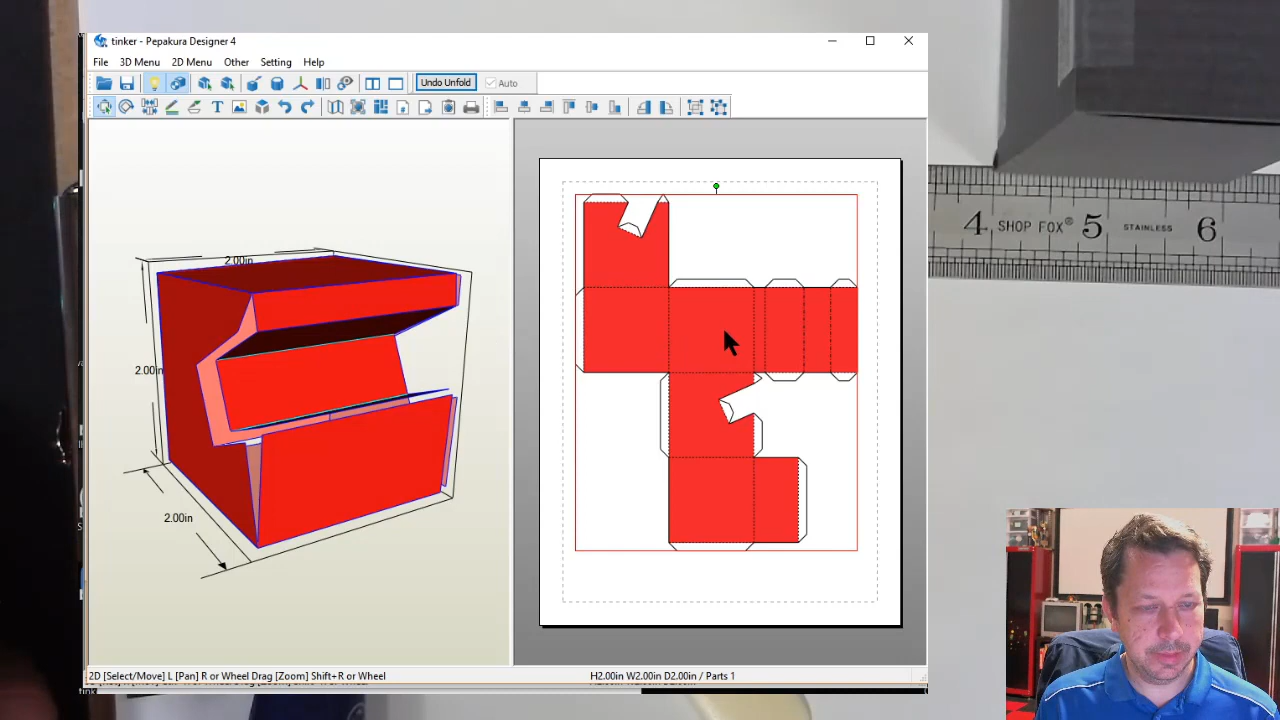 tinker - Pepakura Designer 4
File 3D Menu 2D Menu Other Setting Help
Undo Unfold Auto
2.00in
2.00in
2.00in
2D [Select/Move] L [Pan] R or Wheel Drag [Zoom] Shift+R or Wheel
H2.00in W2.00in D2.00in / Parts 1
4 SHOP FOX® 5 STAINLESS 6